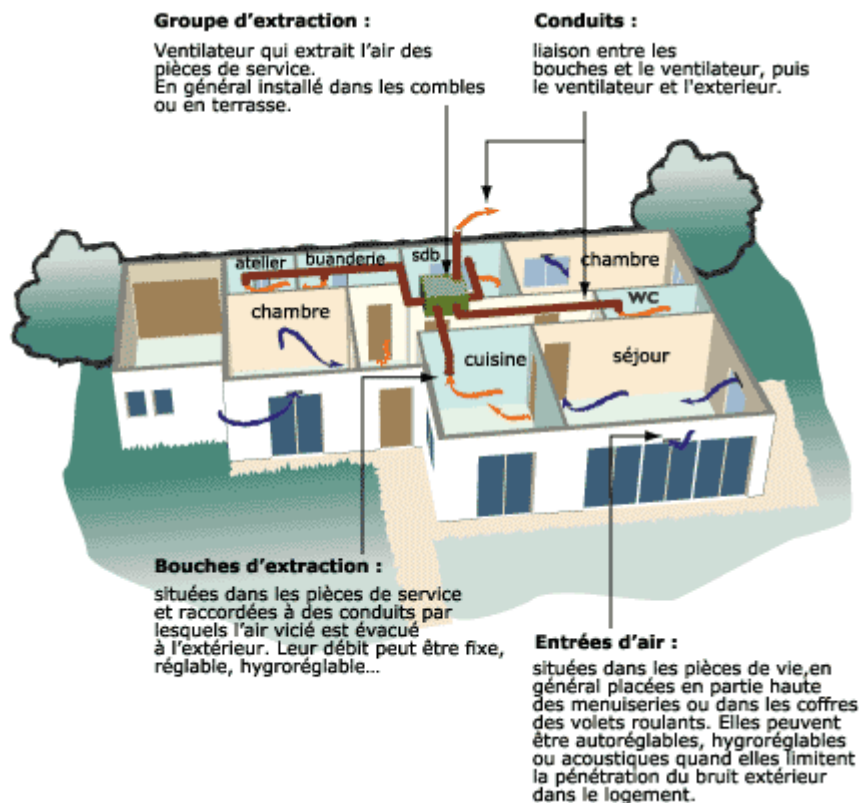 Groupe d'extraction :
Ventilateur qui extrait l'air des
pièces de service.
En général installé dans les combles
ou en terrasse.
Conduits :
liaison entre les
bouches et le ventilateur, puis
le ventilateur et l'exterieur.
atelier
buanderie
sdb
chambre
chambre
WC
cuisine
séjour
Bouches d'extraction :
situées dans les pièces de service
et raccordées à des conduits par
lesquels l'air vicié est évacué
à l'extérieur. Leur débit peut être fixe,
réglable, hygroréglable...
Entrées d'air :
situées dans les pièces de vie,en
général placées en partie haute
des menuiseries ou dans les coffres
des volets roulants. Elles peuvent
être autoréglables, hygroréglables
ou acoustiques quand elles limitent
la pénétration du bruit extérieur
dans le logement.